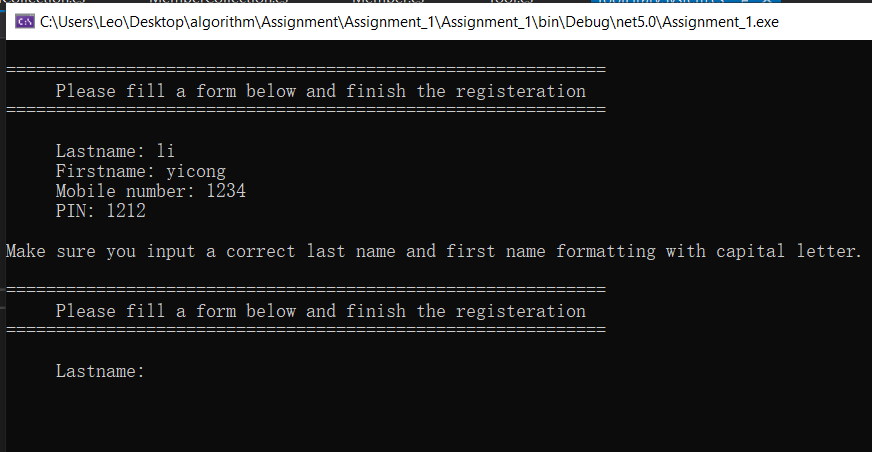 C:\Users\Leo\Desktop\algorithm\Assignment\Assignment_1\Assignment_1\bin\Debug\net5.0\Assignment_1.exe
============================================================
Please fill a form below and finish the registeration
============================================================
Lastname: li
Firstname: yicong
Mobile number: 1234
PIN: 1212
Make sure you input a correct last name and first name formatting with capital letter.
============================================================
Please fill a form below and finish the registeration
============================================================
Lastname: